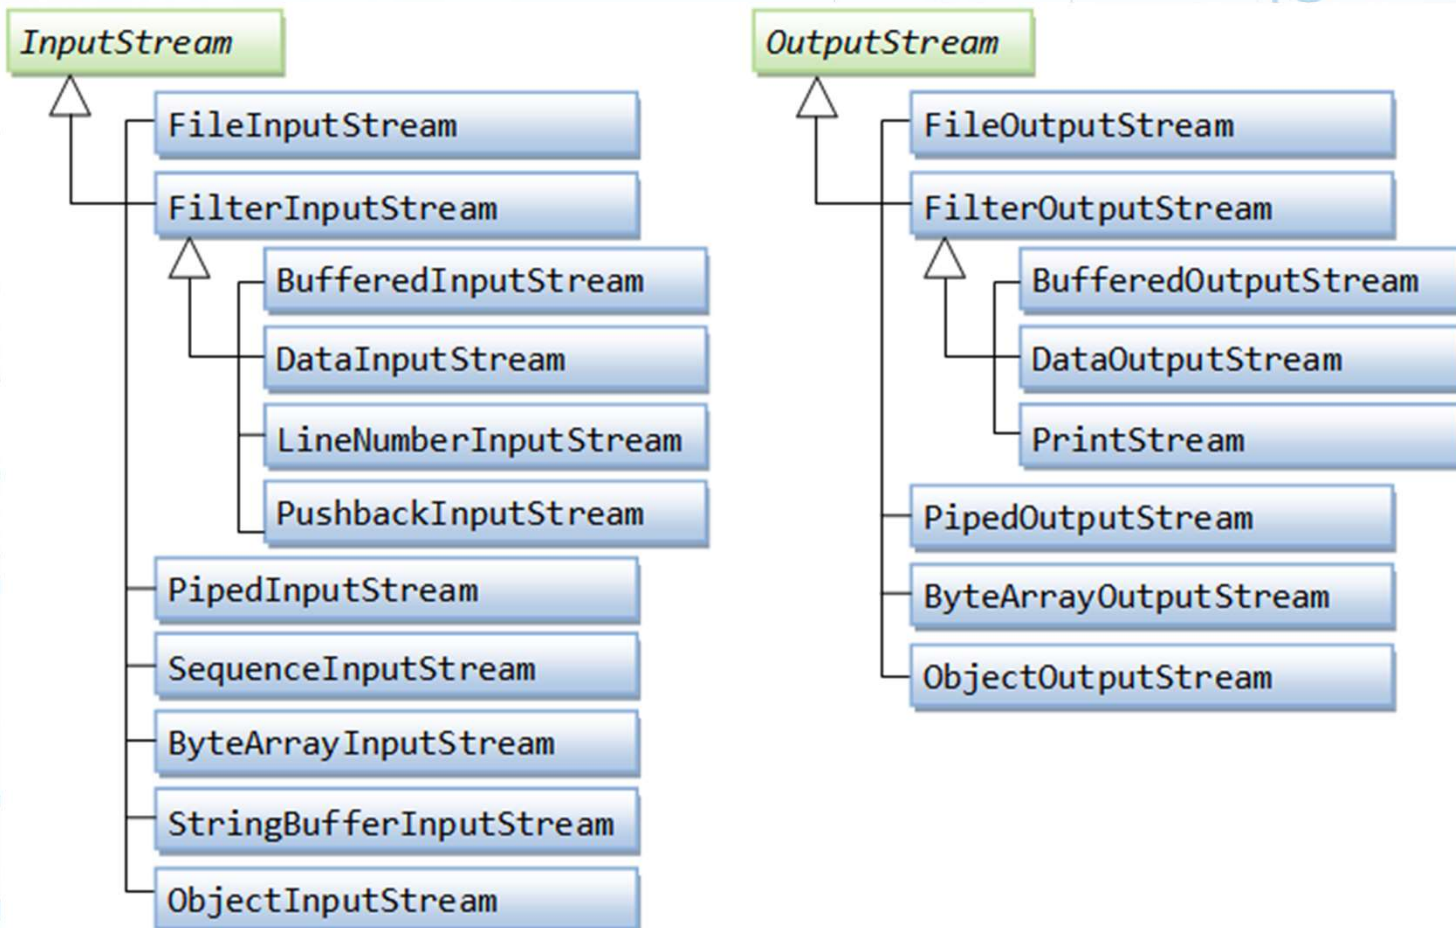 InputStream
FileInputStream
FilterInputStream
BufferedInputStream
DataInputStream
LineNumberInputStream
PushbackInputStream
PipedInputStream
SequenceInputStream
ByteArrayInputStream
StringBufferInputStream
ObjectInputStream
OutputStream
FileOutputStream
FilterOutputStream
BufferedOutputStream
DataOutputStream
PrintStream
PipedOutputStream
ByteArrayOutputStream
ObjectOutputStream